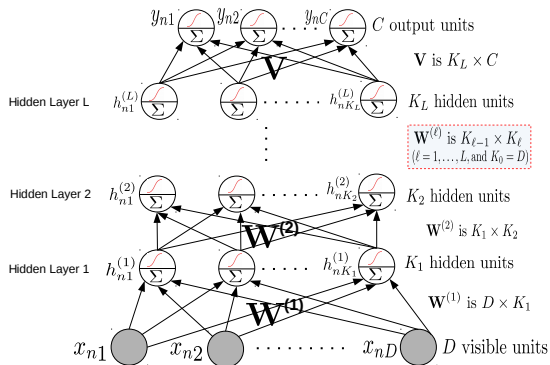 y_{n1} y_{n2} . . . . y_{nC} C output units
Σ Σ Σ
V V is K_L × C
Hidden Layer L h_{n1}^{(L)} Σ Σ . . . . . . h_{nK_L}^{(L)} Σ K_L hidden units
W^{(ℓ)} is K_{ℓ−1} × K_ℓ
(ℓ = 1, . . . , L, and K_0 = D)
Hidden Layer 2 h_{n1}^{(2)} Σ Σ . . . . . . h_{nK_2}^{(2)} Σ K_2 hidden units
W^{(2)} W^{(2)} is K_1 × K_2
Hidden Layer 1 h_{n1}^{(1)} Σ Σ . . . . . h_{nK_1}^{(1)} Σ K_1 hidden units
W^{(1)} W^{(1)} is D × K_1
x_{n1} x_{n2} . . . . . . . . . x_{nD} D visible units